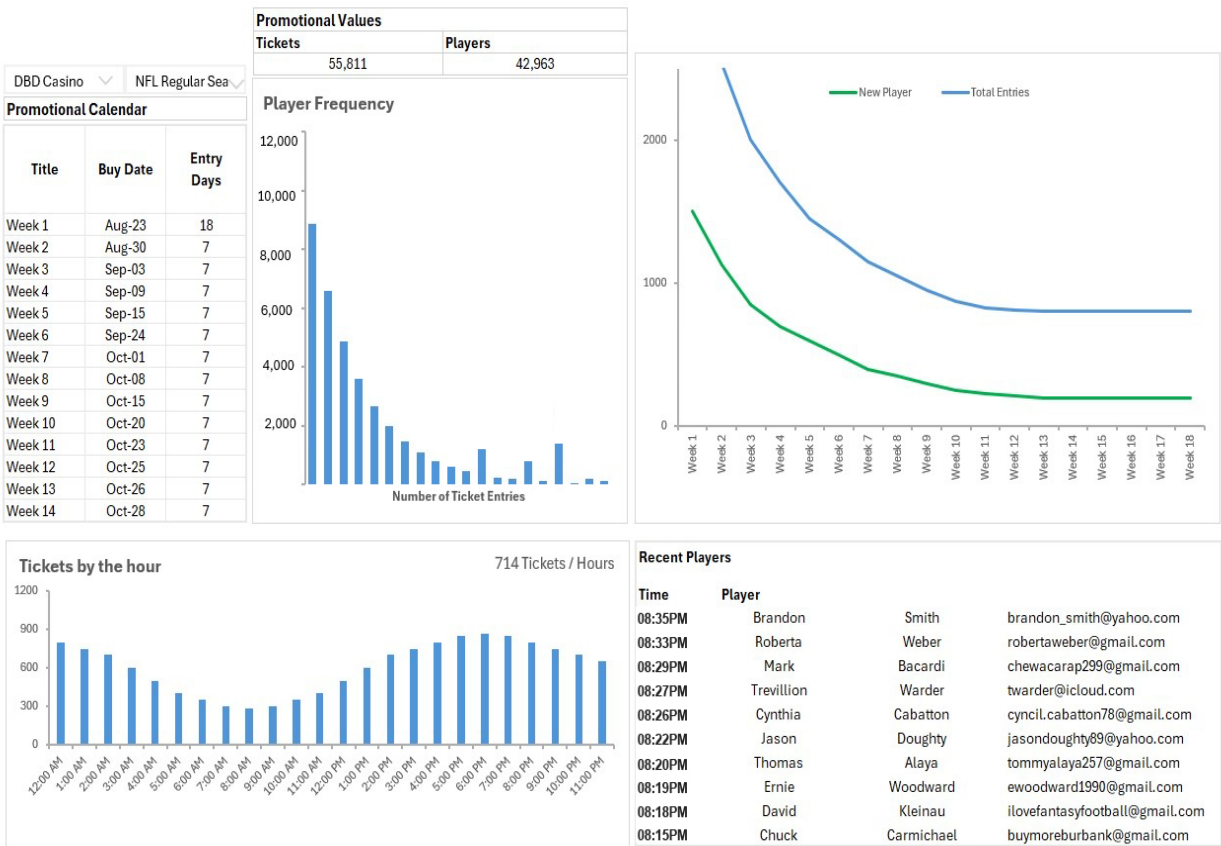 DBD Casino
NFL Regular Sea
Promotional Calendar
Title Buy Date Entry Days
Week 1 Aug-23 18
Week 2 Aug-30 7
Week 3 Sep-03 7
Week 4 Sep-09 7
Week 5 Sep-15 7
Week 6 Sep-24 7
Week 7 Oct-01 7
Week 8 Oct-08 7
Week 9 Oct-15 7
Week 10 Oct-20 7
Week 11 Oct-23 7
Week 12 Oct-25 7
Week 13 Oct-26 7
Week 14 Oct-28 7
Promotional Values
Tickets Players
55,811 42,963
Player Frequency
12,000
10,000
8,000
6,000
4,000
2,000
-
Number of Ticket Entries
New Player Total Entries
2000
1000
0
Week 1
Week 2
Week 3
Week 4
Week 5
Week 6
Week 7
Week 8
Week 9
Week 10
Week 11
Week 12
Week 13
Week 14
Week 15
Week 16
Week 17
Week 18
Tickets by the hour
714 Tickets / Hours
1200
900
600
300
0
12:00 AM
1:00 AM
2:00 AM
3:00 AM
4:00 AM
5:00 AM
6:00 AM
7:00 AM
8:00 AM
9:00 AM
10:00 AM
11:00 AM
12:00 PM
1:00 PM
2:00 PM
3:00 PM
4:00 PM
5:00 PM
6:00 PM
7:00 PM
8:00 PM
9:00 PM
10:00 PM
11:00 PM
Recent Players
Time Player
08:35PM Brandon Smith brandon_smith@yahoo.com
08:33PM Roberta Weber robertaweber@gmail.com
08:29PM Mark Bacardi chewacarap299@gmail.com
08:27PM Trevillion Warder twarder@icloud.com
08:26PM Cynthia Cabatton cyncil.cabatton78@gmail.com
08:22PM Jason Doughty jasondoughty89@yahoo.com
08:20PM Thomas Alaya tommyalaya257@gmail.com
08:19PM Ernie Woodward ewoodward1990@gmail.com
08:18PM David Kleinau ilovefantasyfootball@gmail.com
08:15PM Chuck Carmichael buymoreburbank@gmail.com